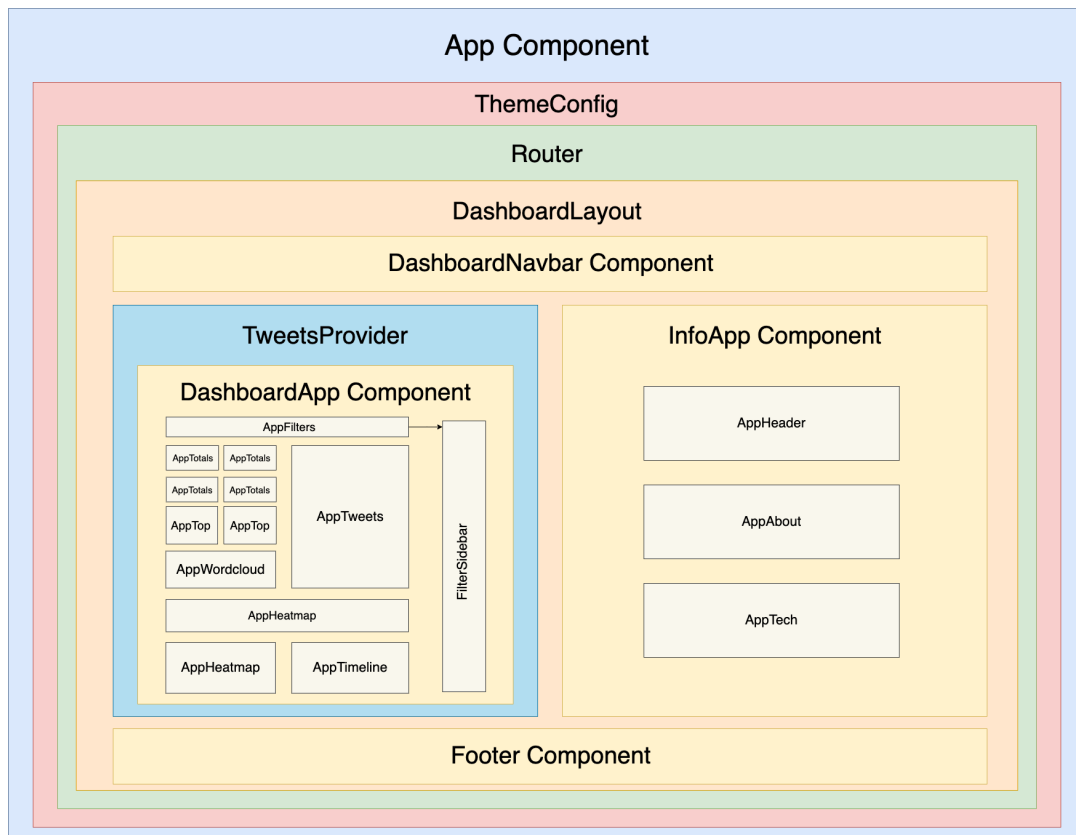 App Component
ThemeConfig
Router
DashboardLayout
DashboardNavbar Component
TweetsProvider
DashboardApp Component
AppFilters
AppTotals
AppTotals
AppTotals
AppTotals
AppTop
AppTop
AppWordcloud
AppTweets
AppHeatmap
AppHeatmap
AppTimeline
FilterSidebar
InfoApp Component
AppHeader
AppAbout
AppTech
Footer Component